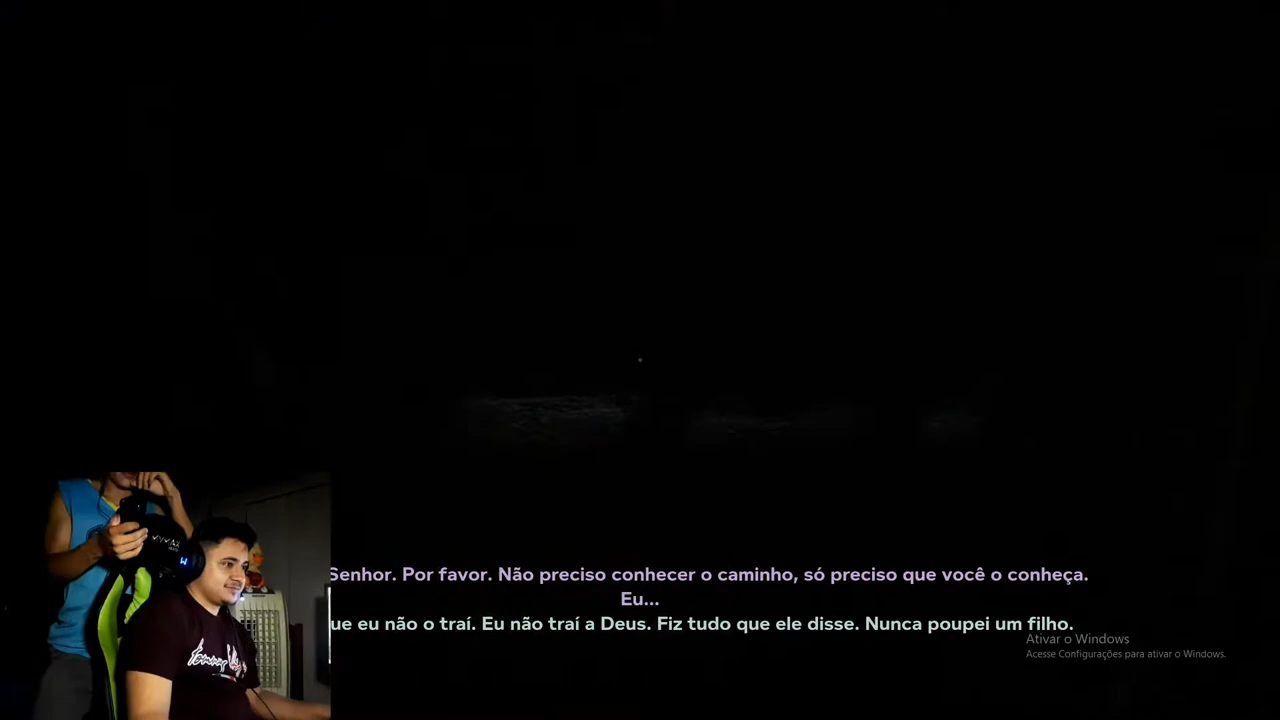 Senhor. Por favor. Não preciso conhecer o caminho, só preciso que você o conheça.
Eu...
eu não o traí. Eu não traí a Deus. Fiz tudo que ele disse. Nunca poupei um filho.
Ativar o Windows
Acesse Configurações para ativar o Windows.